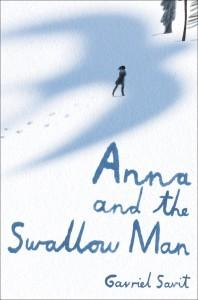 Anna
and the
Swallow Man
Gavriel Savit